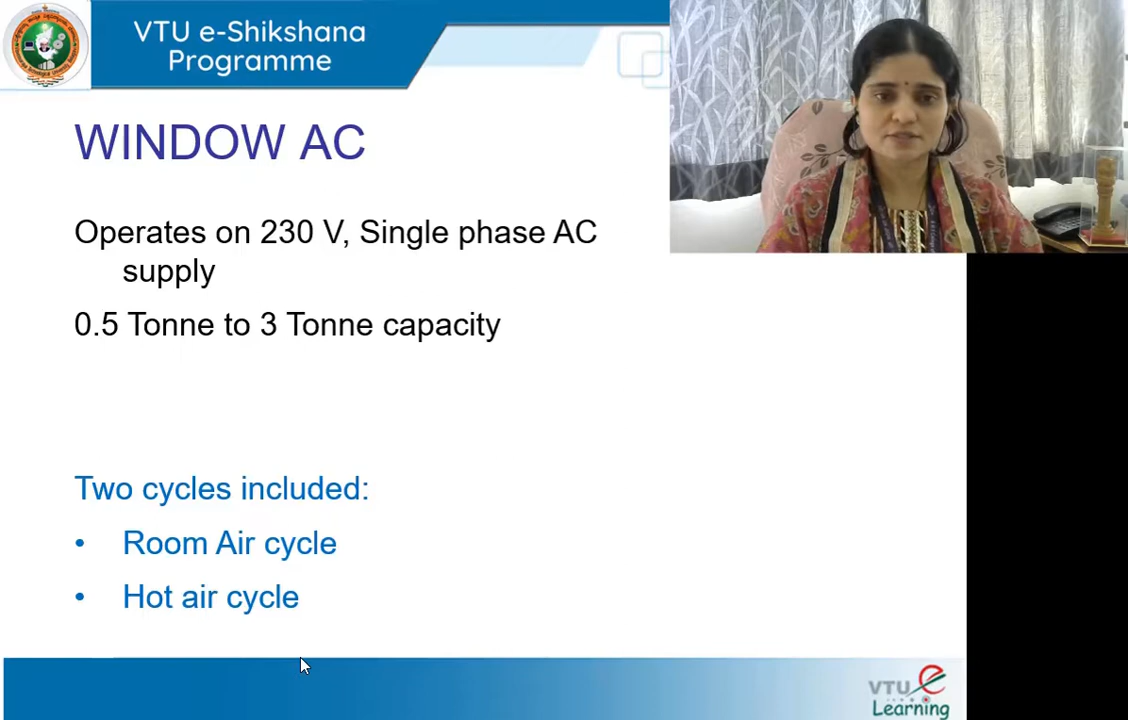 VTU e-Shikshana
Programme
WINDOW AC
Operates on 230 V, Single phase AC
supply
0.5 Tonne to 3 Tonne capacity
Two cycles included:
• Room Air cycle
• Hot air cycle
VTU e
Learning